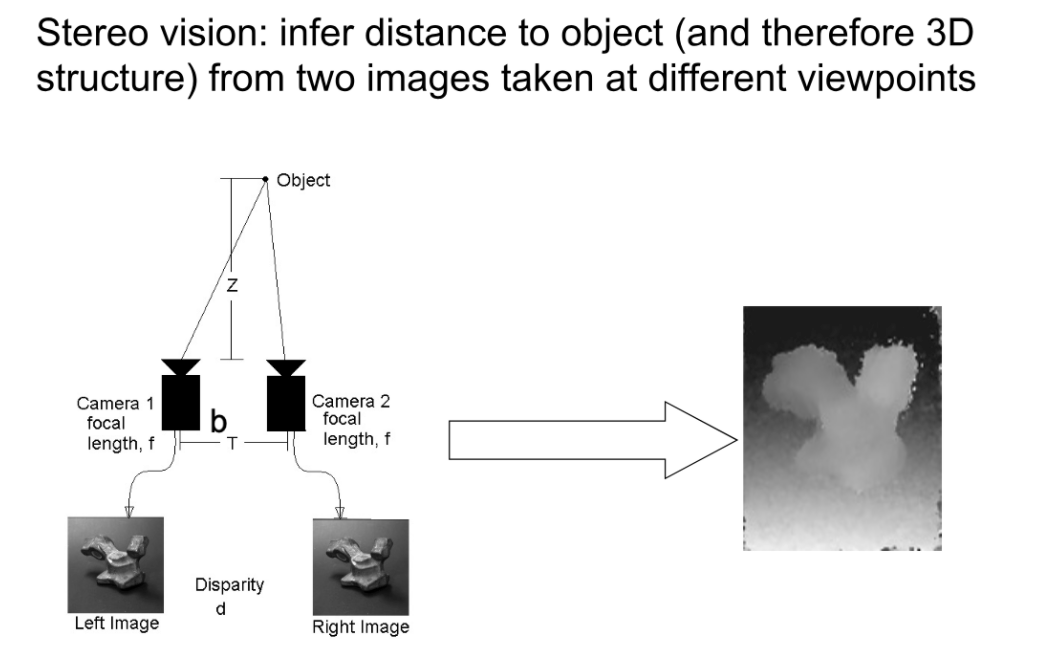 Stereo vision: infer distance to object (and therefore 3D
structure) from two images taken at different viewpoints
Object
Z
Camera 1
focal
length, f
b
T
Camera 2
focal
length, f
Disparity
d
Left Image
Right Image